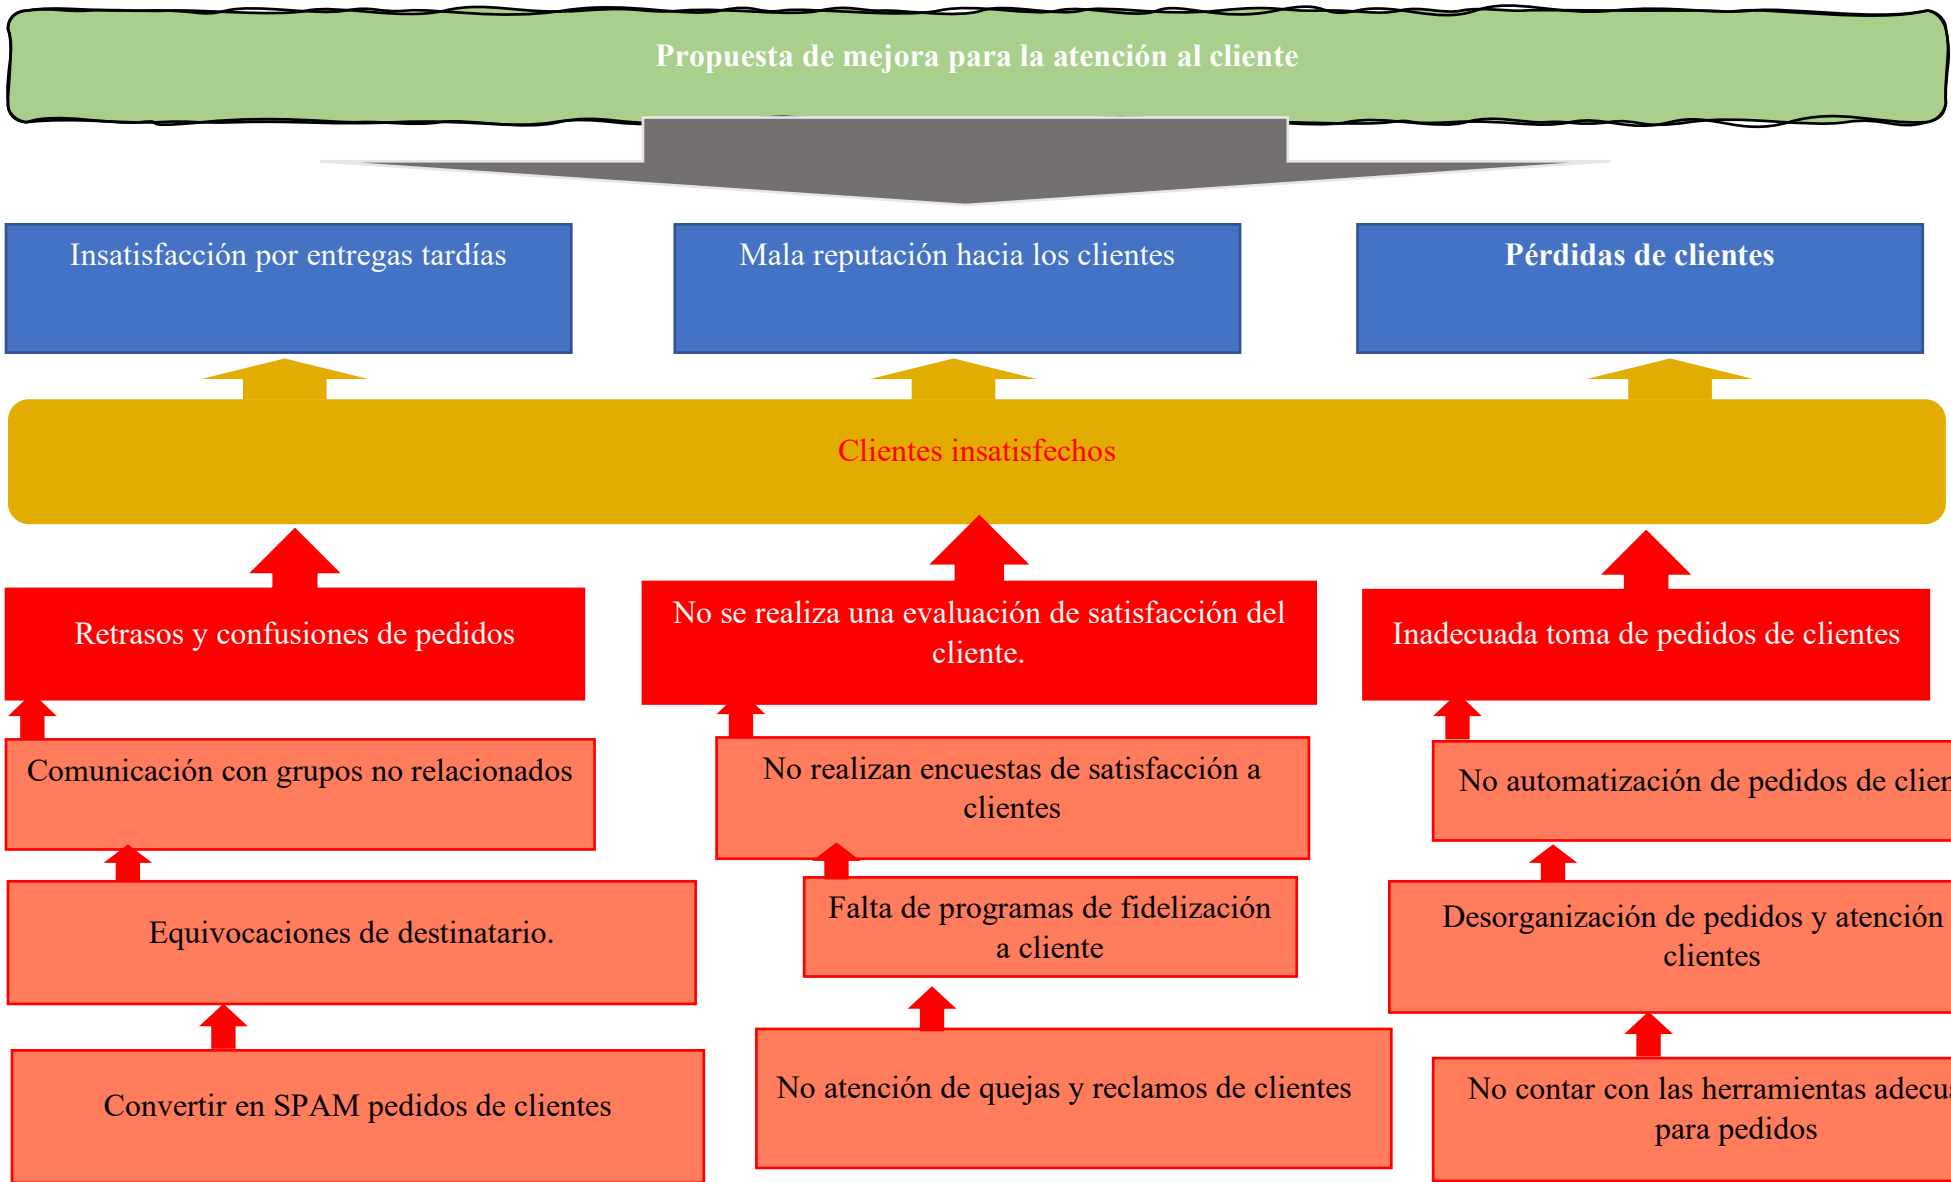 Propuesta de mejora para la atención al cliente
Insatisfacción por entregas tardías
Mala reputación hacia los clientes
Pérdidas de clientes
Clientes insatisfechos
Retrasos y confusiones de pedidos
No se realiza una evaluación de satisfacción del
cliente.
Inadecuada toma de pedidos de clientes
Comunicación con grupos no relacionados
No realizan encuestas de satisfacción a
clientes
No automatización de pedidos de
Equivocaciones de destinatario.
Falta de programas de fidelización
a cliente
Desorganización de pedidos y atención
clientes
Convertir en SPAM pedidos de clientes
No atención de quejas y reclamos de clientes
No contar con las herramientas
para pedidos